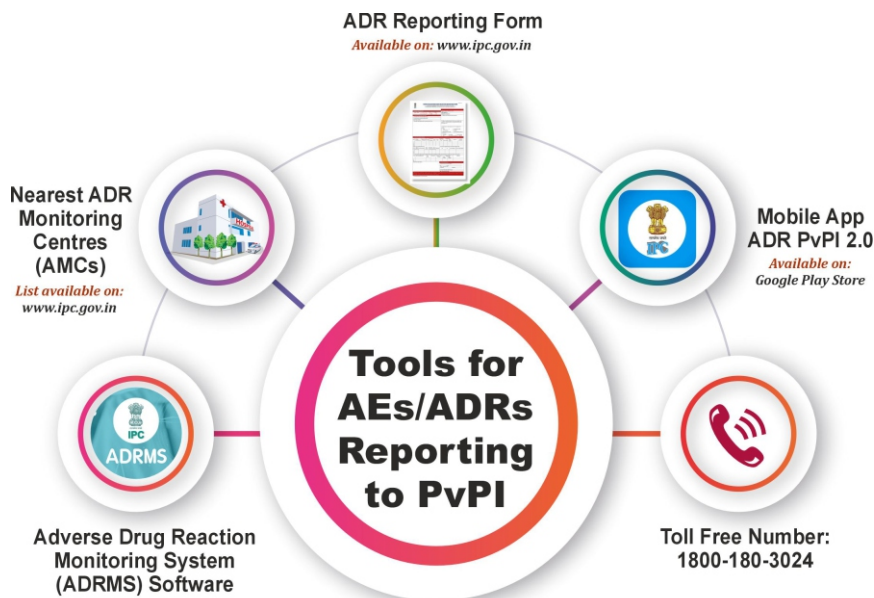 ADR Reporting Form
Available on: www.ipc.gov.in
Nearest ADR
Monitoring
Centres
(AMCs)
List available on:
www.ipc.gov.in
Mobile App
ADR PvPI 2.0
Available on:
Google Play Store
IPC
Tools for
AEs/ADRs
Reporting
to PvPI
IPC
ADRMS
Adverse Drug Reaction
Monitoring System
(ADRMS) Software
Toll Free Number:
1800-180-3024